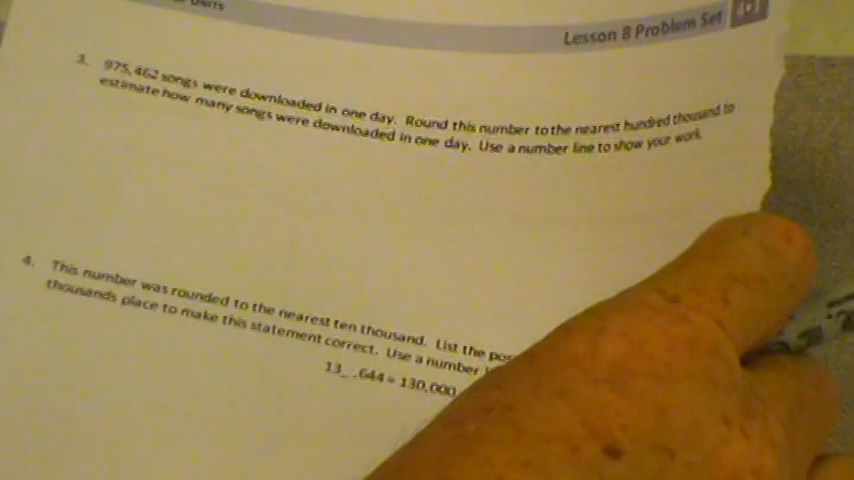 UNITS
Lesson 8 Problem Set 4•1
3. 975,462 songs were downloaded in one day. Round this number to the nearest hundred thousand to
estimate how many songs were downloaded in one day. Use a number line to show your work.
4. This number was rounded to the nearest ten thousand. List the
thousands place to make this statement correct. Use a number
13_,644 ≈ 130,000